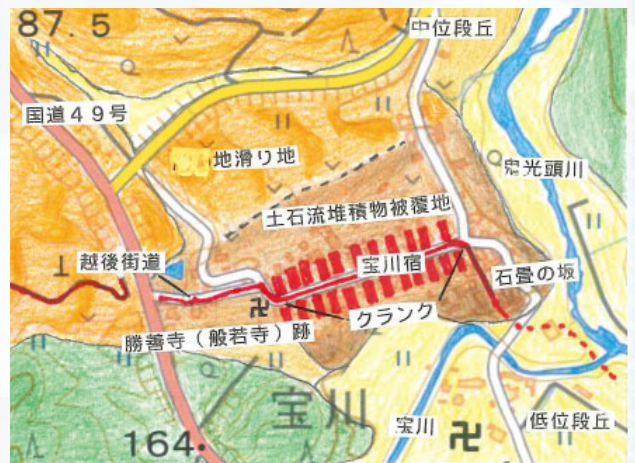 87.5
中位段丘
国道49号
地滑り地
鬼光頭川
土石流堆積物被覆地
越後街道
宝川宿
石畳の坂
クランク
勝善寺（般若寺）跡
宝川
宝川
低位段丘
164